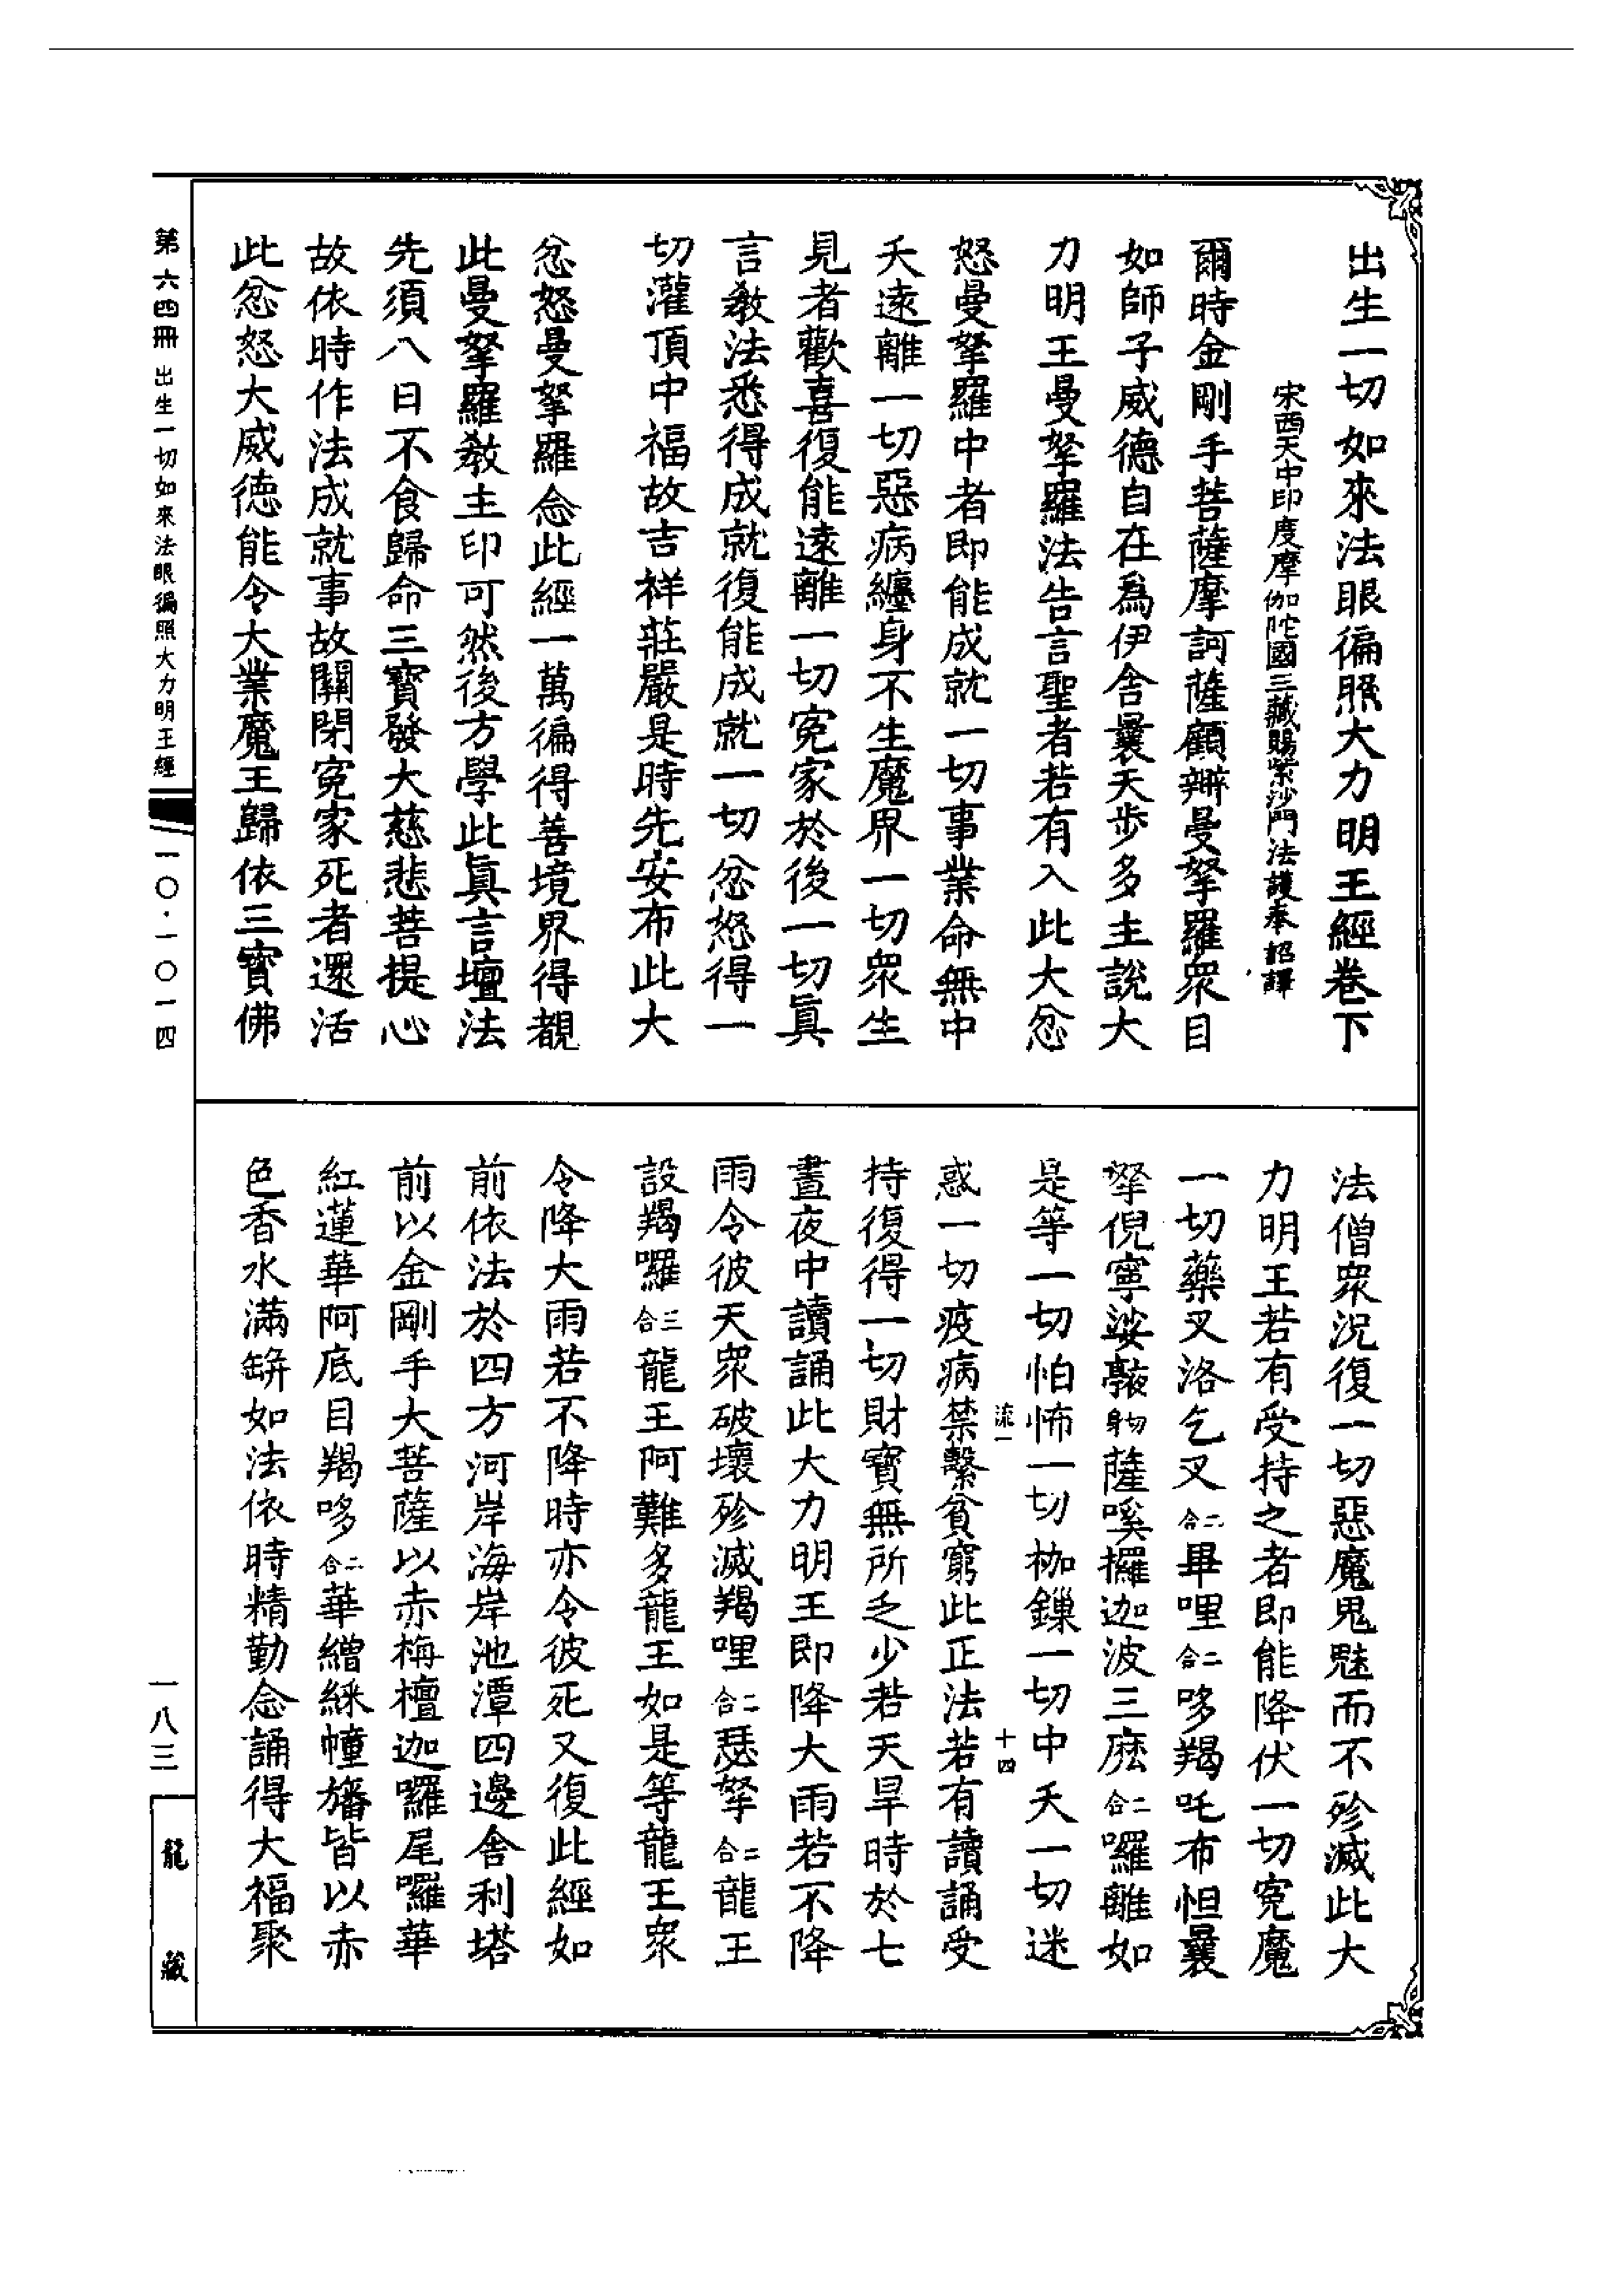 出生一切如來法眼徧照大力明王經卷下
宋西天中印度摩伽陀國三藏賜紫沙門法護奉詔譯
爾時金剛手菩薩摩訶薩顧辯曼拏羅眾目
如師子威德自在為伊舍曩天步多主說大
力明王曼拏羅法告言聖者若有入此大忿
怒曼拏羅中者即能成就一切事業命無中
夭遠離一切惡病纏身不生魔界一切眾生
見者歡喜復能遠離一切冤家於後一切真
言教法悉得成就復能成就一切忿怒得一
切灌頂中福故吉祥莊嚴是時先安布此大
忿怒曼拏羅念此經一萬徧得善境界得覩
此曼拏羅教主印可然後方學此真言壇法
先須八日不食歸命三寶發大慈悲菩提心
故依時作法成就事故關閉冤家死者還活
此忿怒大威德能令大業魔王歸依三寶佛
法僧眾況復一切惡魔鬼魅而不殄滅此大
力明王若有受持之者即能降伏一切冤魔
一切藥叉洛乞叉二合畢哩二合哆羯吒布怛曩
拏倪寧娑㪍身切薩嘆攞迦波三麼二合囉離如
是等一切怕怖一切枷鏁一切中夭一切迷
惑一切疫病禁繫貧窮此正法若有讀誦受
流一
十四
持復得一切財寶無所乏少若天旱時於七
晝夜中讀誦此大力明王即降大雨若不降
雨令彼天眾破壞殄滅羯哩二合瑟拏二合龍王
設羯囉三合龍王阿難多龍王如是等龍王眾
令降大雨若不降時亦令彼死又復此經如
前依法於四方河岸海岸池潭四邊舍利塔
前以金剛手大菩薩以赤栴檀迦囉尾囉華
紅蓮華阿底目羯哆二合華繒綵幢旛皆以赤
色香水滿缾如法依時精勤念誦得大福聚
第六四冊 出生一切如來法眼徧照大力明王經
一〇·一〇一四
一八三
龍藏